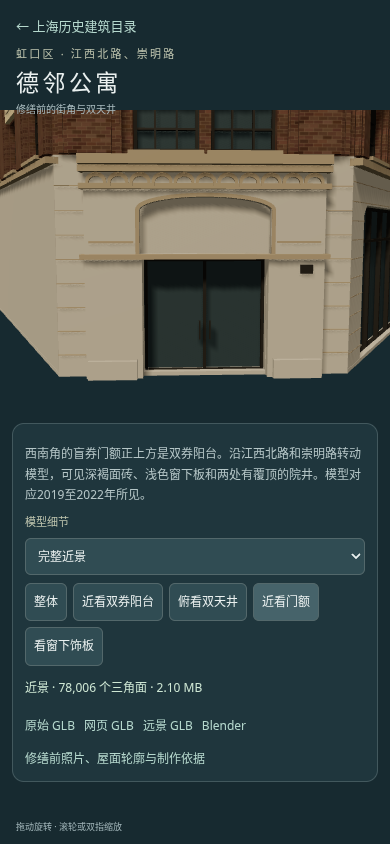 ← 上海历史建筑目录
虹口区 · 江西北路、崇明路
德邻公寓
修缮前的街角与双天井
西南角的盲券门额正上方是双券阳台。沿江西北路和崇明路转动
模型，可见深褐面砖、浅色窗下板和两处有覆顶的院井。模型对
应2019至2022年所见。
模型细节
完整近景
整体 近看双券阳台 俯看双天井 近看门额
看窗下饰板
近景 · 78,006 个三角面 · 2.10 MB
原始 GLB 网页 GLB 远景 GLB Blender
修缮前照片、屋面轮廓与制作依据
拖动旋转 · 滚轮或双指缩放